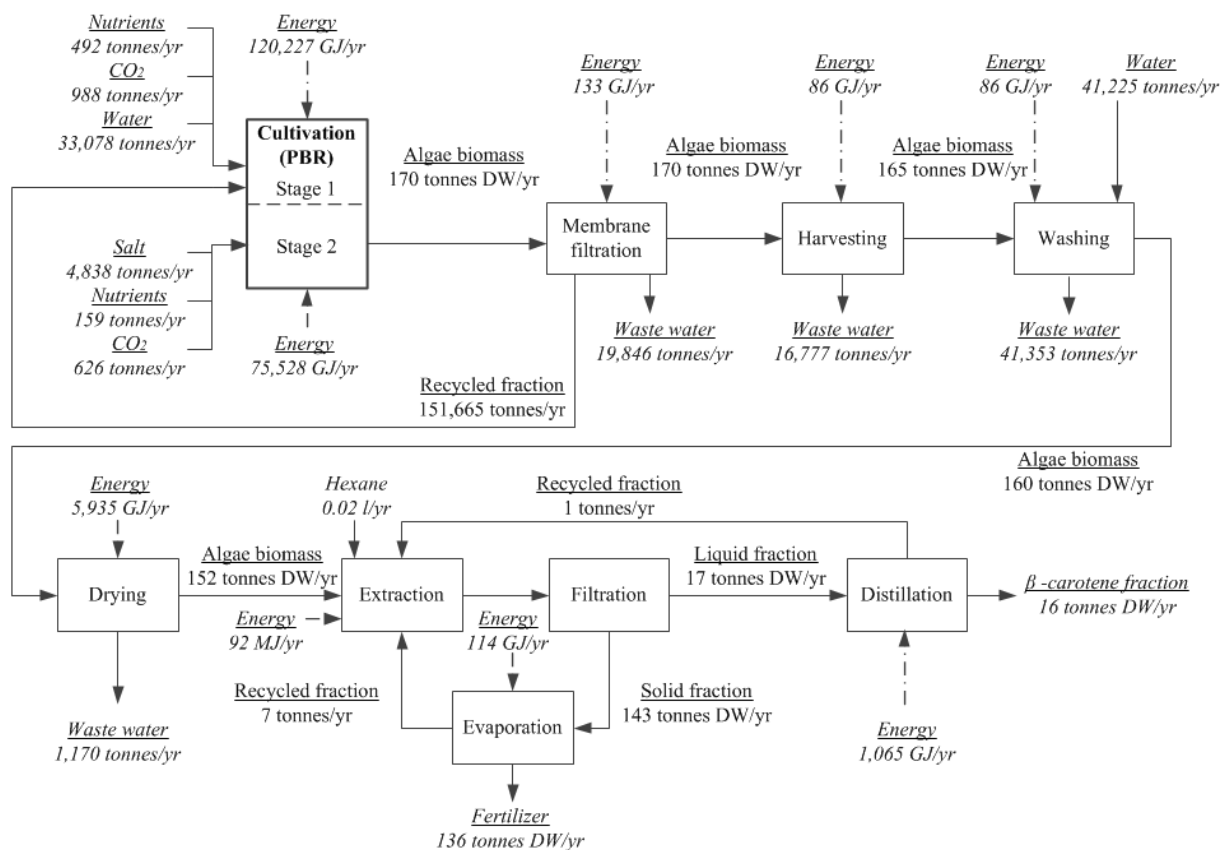 Nutrients
492 tonnes/yr
CO₂
988 tonnes/yr
Water
33,078 tonnes/yr
Energy
120,227 GJ/yr
Cultivation
(PBR)
Stage 1
Stage 2
Salt
4,838 tonnes/yr
Nutrients
159 tonnes/yr
CO₂
626 tonnes/yr
Energy
75,528 GJ/yr
Algae biomass
170 tonnes DW/yr
Energy
133 GJ/yr
Membrane
filtration
Waste water
19,846 tonnes/yr
Recycled fraction
151,665 tonnes/yr
Algae biomass
170 tonnes DW/yr
Energy
86 GJ/yr
Harvesting
Waste water
16,777 tonnes/yr
Algae biomass
165 tonnes DW/yr
Energy
86 GJ/yr
Water
41,225 tonnes/yr
Washing
Waste water
41,353 tonnes/yr
Algae biomass
160 tonnes DW/yr
Energy
5,935 GJ/yr
Drying
Waste water
1,170 tonnes/yr
Algae biomass
152 tonnes DW/yr
Hexane
0.02 l/yr
Energy
92 MJ/yr
Extraction
Recycled fraction
1 tonnes/yr
Filtration
Liquid fraction
17 tonnes DW/yr
Distillation
β -carotene fraction
16 tonnes DW/yr
Energy
114 GJ/yr
Recycled fraction
7 tonnes/yr
Evaporation
Solid fraction
143 tonnes DW/yr
Energy
1,065 GJ/yr
Fertilizer
136 tonnes DW/yr